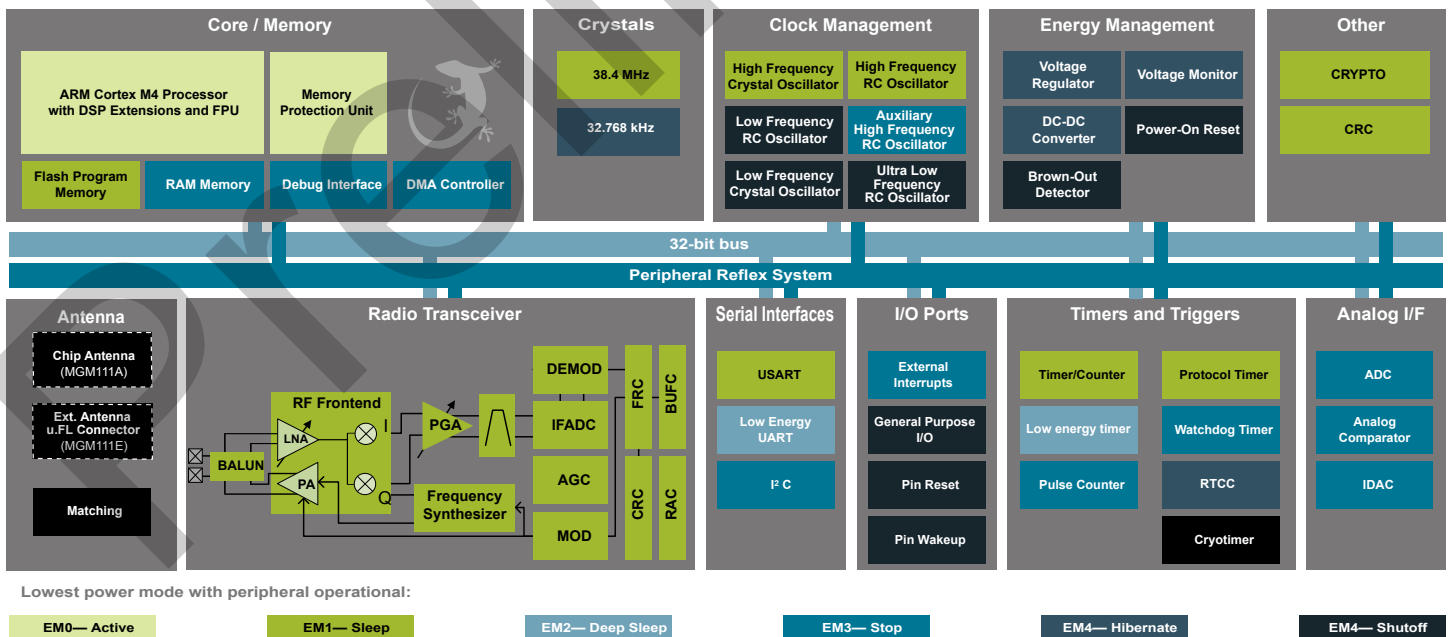 Core / Memory
ARM Cortex M4 Processor
with DSP Extensions and FPU
Memory
Protection Unit
Flash Program
Memory
RAM Memory
Debug Interface
DMA Controller
Crystals
38.4 MHz
32.768 kHz
Clock Management
High Frequency
Crystal Oscillator
High Frequency
RC Oscillator
Low Frequency
RC Oscillator
Auxiliary
High Frequency
RC Oscillator
Low Frequency
Crystal Oscillator
Ultra Low
Frequency
RC Oscillator
Energy Management
Voltage
Regulator
Voltage Monitor
DC-DC
Converter
Power-On Reset
Brown-Out
Detector
Other
CRYPTO
CRC
32-bit bus
Peripheral Reflex System
Antenna
Chip Antenna
(MGM111A)
Ext. Antenna
u.FL Connector
(MGM111E)
Matching
Radio Transceiver
RF Frontend
LNA
I
BALUN
PA
Q
PGA
Frequency
Synthesizer
DEMOD
IFADC
AGC
MOD
FRC
BUFC
CRC
RAC
Serial Interfaces
USART
Low Energy
UART
I² C
I/O Ports
External
Interrupts
General Purpose
I/O
Pin Reset
Pin Wakeup
Timers and Triggers
Timer/Counter
Protocol Timer
Low energy timer
Watchdog Timer
Pulse Counter
RTCC
Cryotimer
Analog I/F
ADC
Analog
Comparator
IDAC
Lowest power mode with peripheral operational:
EM0— Active
EM1— Sleep
EM2— Deep Sleep
EM3— Stop
EM4— Hibernate
EM4— Shutoff